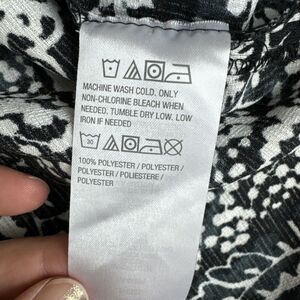 MACHINE WASH COLD. ONLY
NON-CHLORINE BLEACH WHEN
NEEDED. TUMBLE DRY LOW. LOW
IRON IF NEEDED
30
100% POLYESTER / POLYESTER
/ POLYESTER / POLIESTERE /
POLYESTER